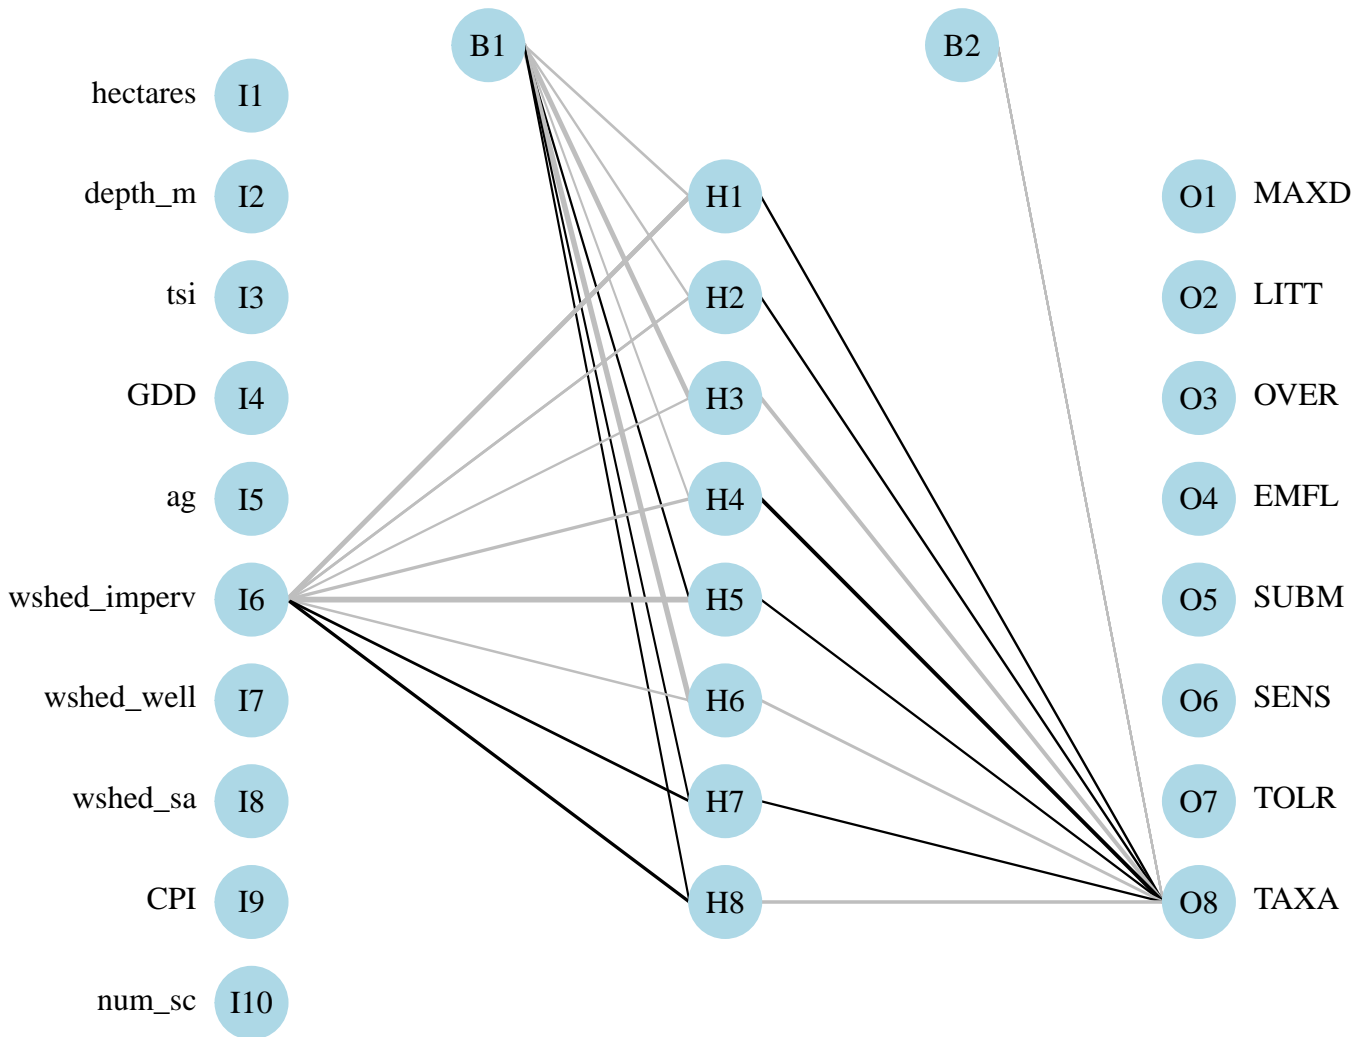 B1 B2
hectares I1
depth_m I2 H1 O1 MAXD
tsi I3 H2 O2 LITT
GDD I4 H3 O3 OVER
ag I5 H4 O4 EMFL
wshed_imperv I6 H5 O5 SUBM
wshed_well I7 H6 O6 SENS
wshed_sa I8 H7 O7 TOLR
CPI I9 H8 O8 TAXA
num_sc I10